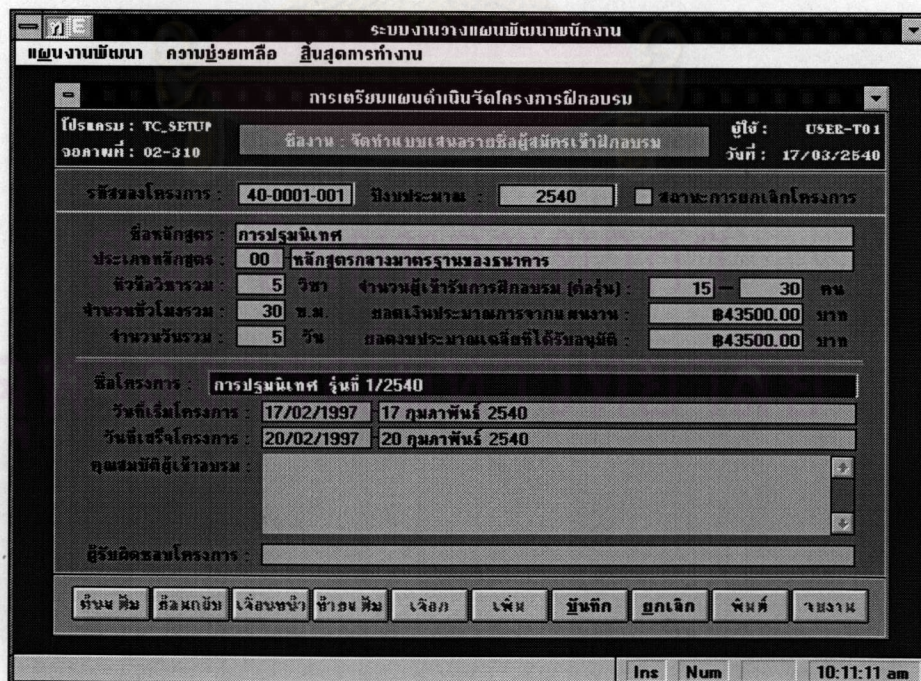 ก E ระบบงานวางแผนพัฒนาพนักงาน
แผนงานพัฒนา ความช่วยเหลือ สิ้นสุดการทำงาน
การเตรียมแผนดำเนินจัดโครงการฝึกอบรม
โปรแกรม : TC_SETUP ชื่องาน : จัดทำแบบเสนอรายชื่อผู้สมัครเข้าฝึกอบรม ผู้ใช้ : USER-T01
จอภาพที่ : 02-310 วันที่ : 17/03/2540
รหัสของโครงการ : 40-0001-001 ปีงบประมาณ : 2540 สถานะการยกเลิกโครงการ
ชื่อหลักสูตร : การปฐมนิเทศ
ประเภทหลักสูตร : 00 หลักสูตรกลางมาตรฐานของธนาคาร
หัวข้อวิชารวม : 5 วิชา จำนวนผู้เข้ารับการฝึกอบรม (ต่อรุ่น) : 15 — 30 คน
จำนวนชั่วโมงรวม : 30 ช.ม. ยอดเงินประมาณการจากแผนงาน : ฿43500.00 บาท
จำนวนวันรวม : 5 วัน ยอดงบประมาณเฉลี่ยที่ได้รับอนุมัติ : ฿43500.00 บาท
ชื่อโครงการ : การปฐมนิเทศ รุ่นที่ 1/2540
วันที่เริ่มโครงการ : 17/02/1997 17 กุมภาพันธ์ 2540
วันที่เสร็จโครงการ : 20/02/1997 20 กุมภาพันธ์ 2540
คุณสมบัติผู้เข้าอบรม :
ผู้รับผิดชอบโครงการ :
ต้นแฟ้ม ย้อนกลับ เลื่อนหน้า ท้ายแฟ้ม เลือก เพิ่ม บันทึก ยกเลิก พิมพ์ จบงาน
Ins Num 10:11:11 am